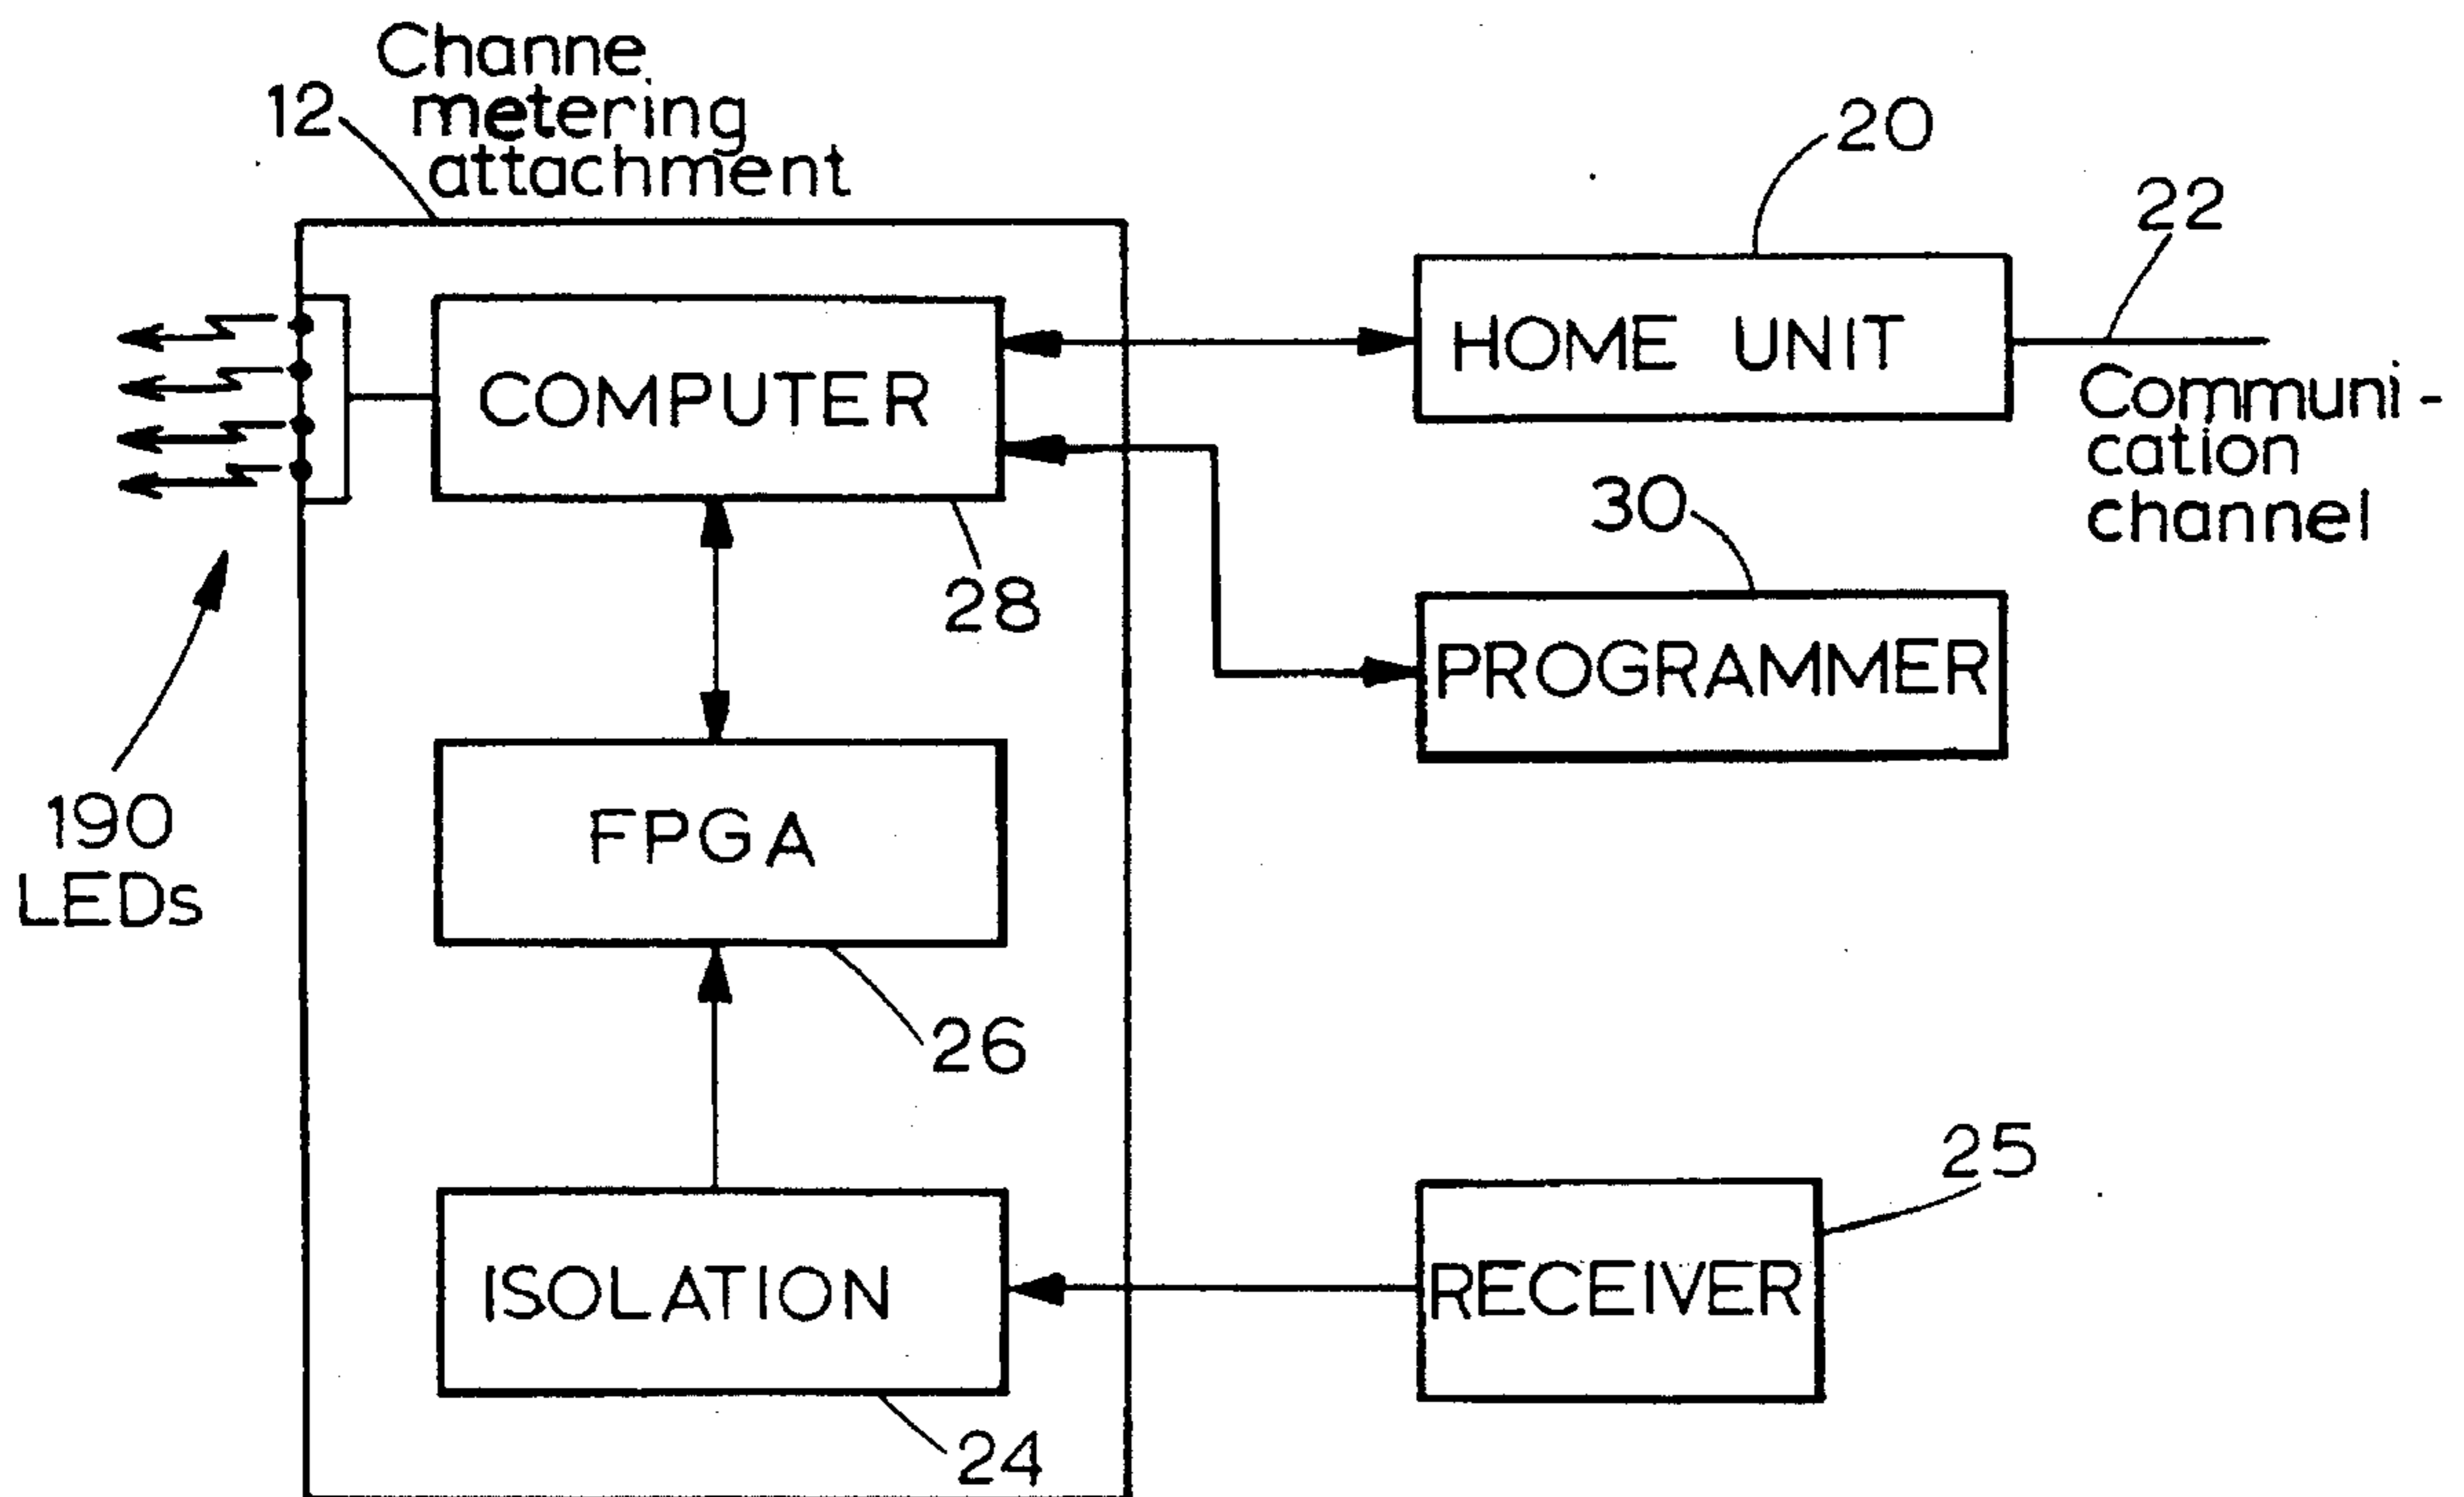 Channe
12 metering
attachment
20
22
HOME UNIT
COMPUTER
Communi-
cation
channel
30
28
PROGRAMMER
190
LEDs
FPGA
26
25
ISOLATION
RECEIVER
24